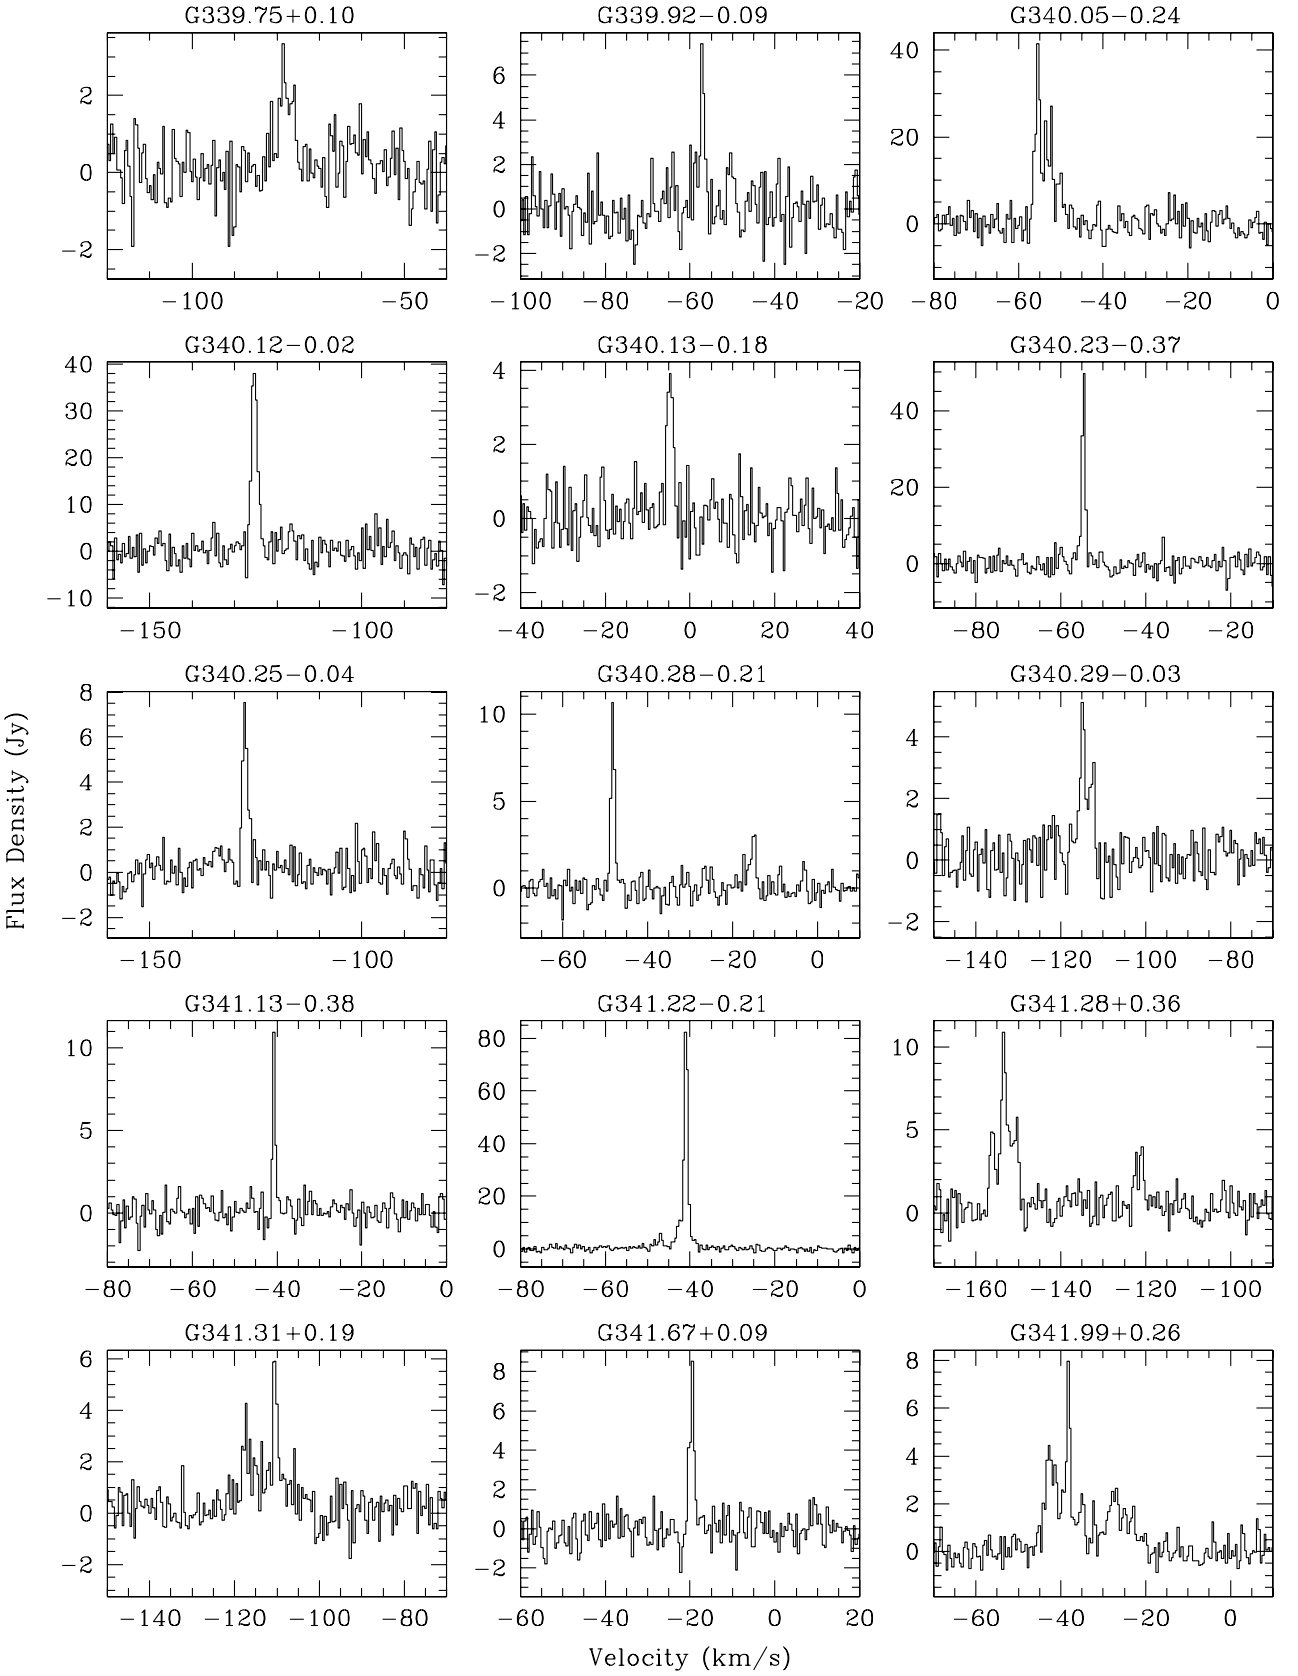 G339.75+0.10 G339.92−0.09 G340.05−0.24
2 0 −2 −100 −50
6 4 2 0 −2 −100 −80 −60 −40 −20
40 20 0 −80 −60 −40 −20 0
G340.12−0.02 G340.13−0.18 G340.23−0.37
40 30 20 10 0 −10 −150 −100
4 2 0 −2 −40 −20 0 20 40
40 20 0 −80 −60 −40 −20
G340.25−0.04 G340.28−0.21 G340.29−0.03
8 6 4 2 0 −2 −150 −100
10 5 0 −60 −40 −20 0
4 2 0 −2 −140 −120 −100 −80
Flux Density (Jy)
G341.13−0.38 G341.22−0.21 G341.28+0.36
10 5 0 −80 −60 −40 −20 0
80 60 40 20 0 −80 −60 −40 −20 0
10 5 0 −160 −140 −120 −100
G341.31+0.19 G341.67+0.09 G341.99+0.26
6 4 2 0 −2 −140 −120 −100 −80
8 6 4 2 0 −2 −60 −40 −20 0 20
8 6 4 2 0 −60 −40 −20 0
Velocity (km/s)